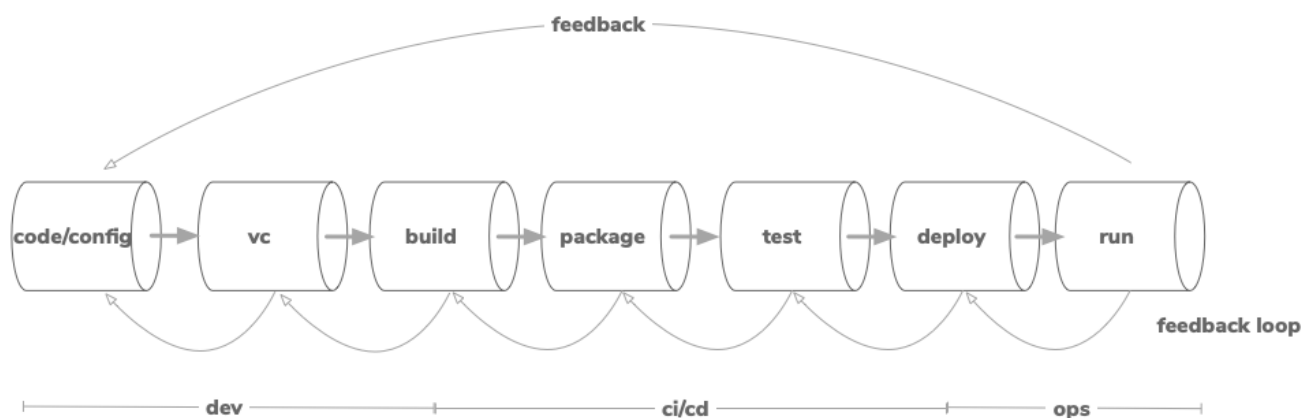 feedback
code/config
vc
build
package
test
deploy
run
feedback loop
dev
ci/cd
ops